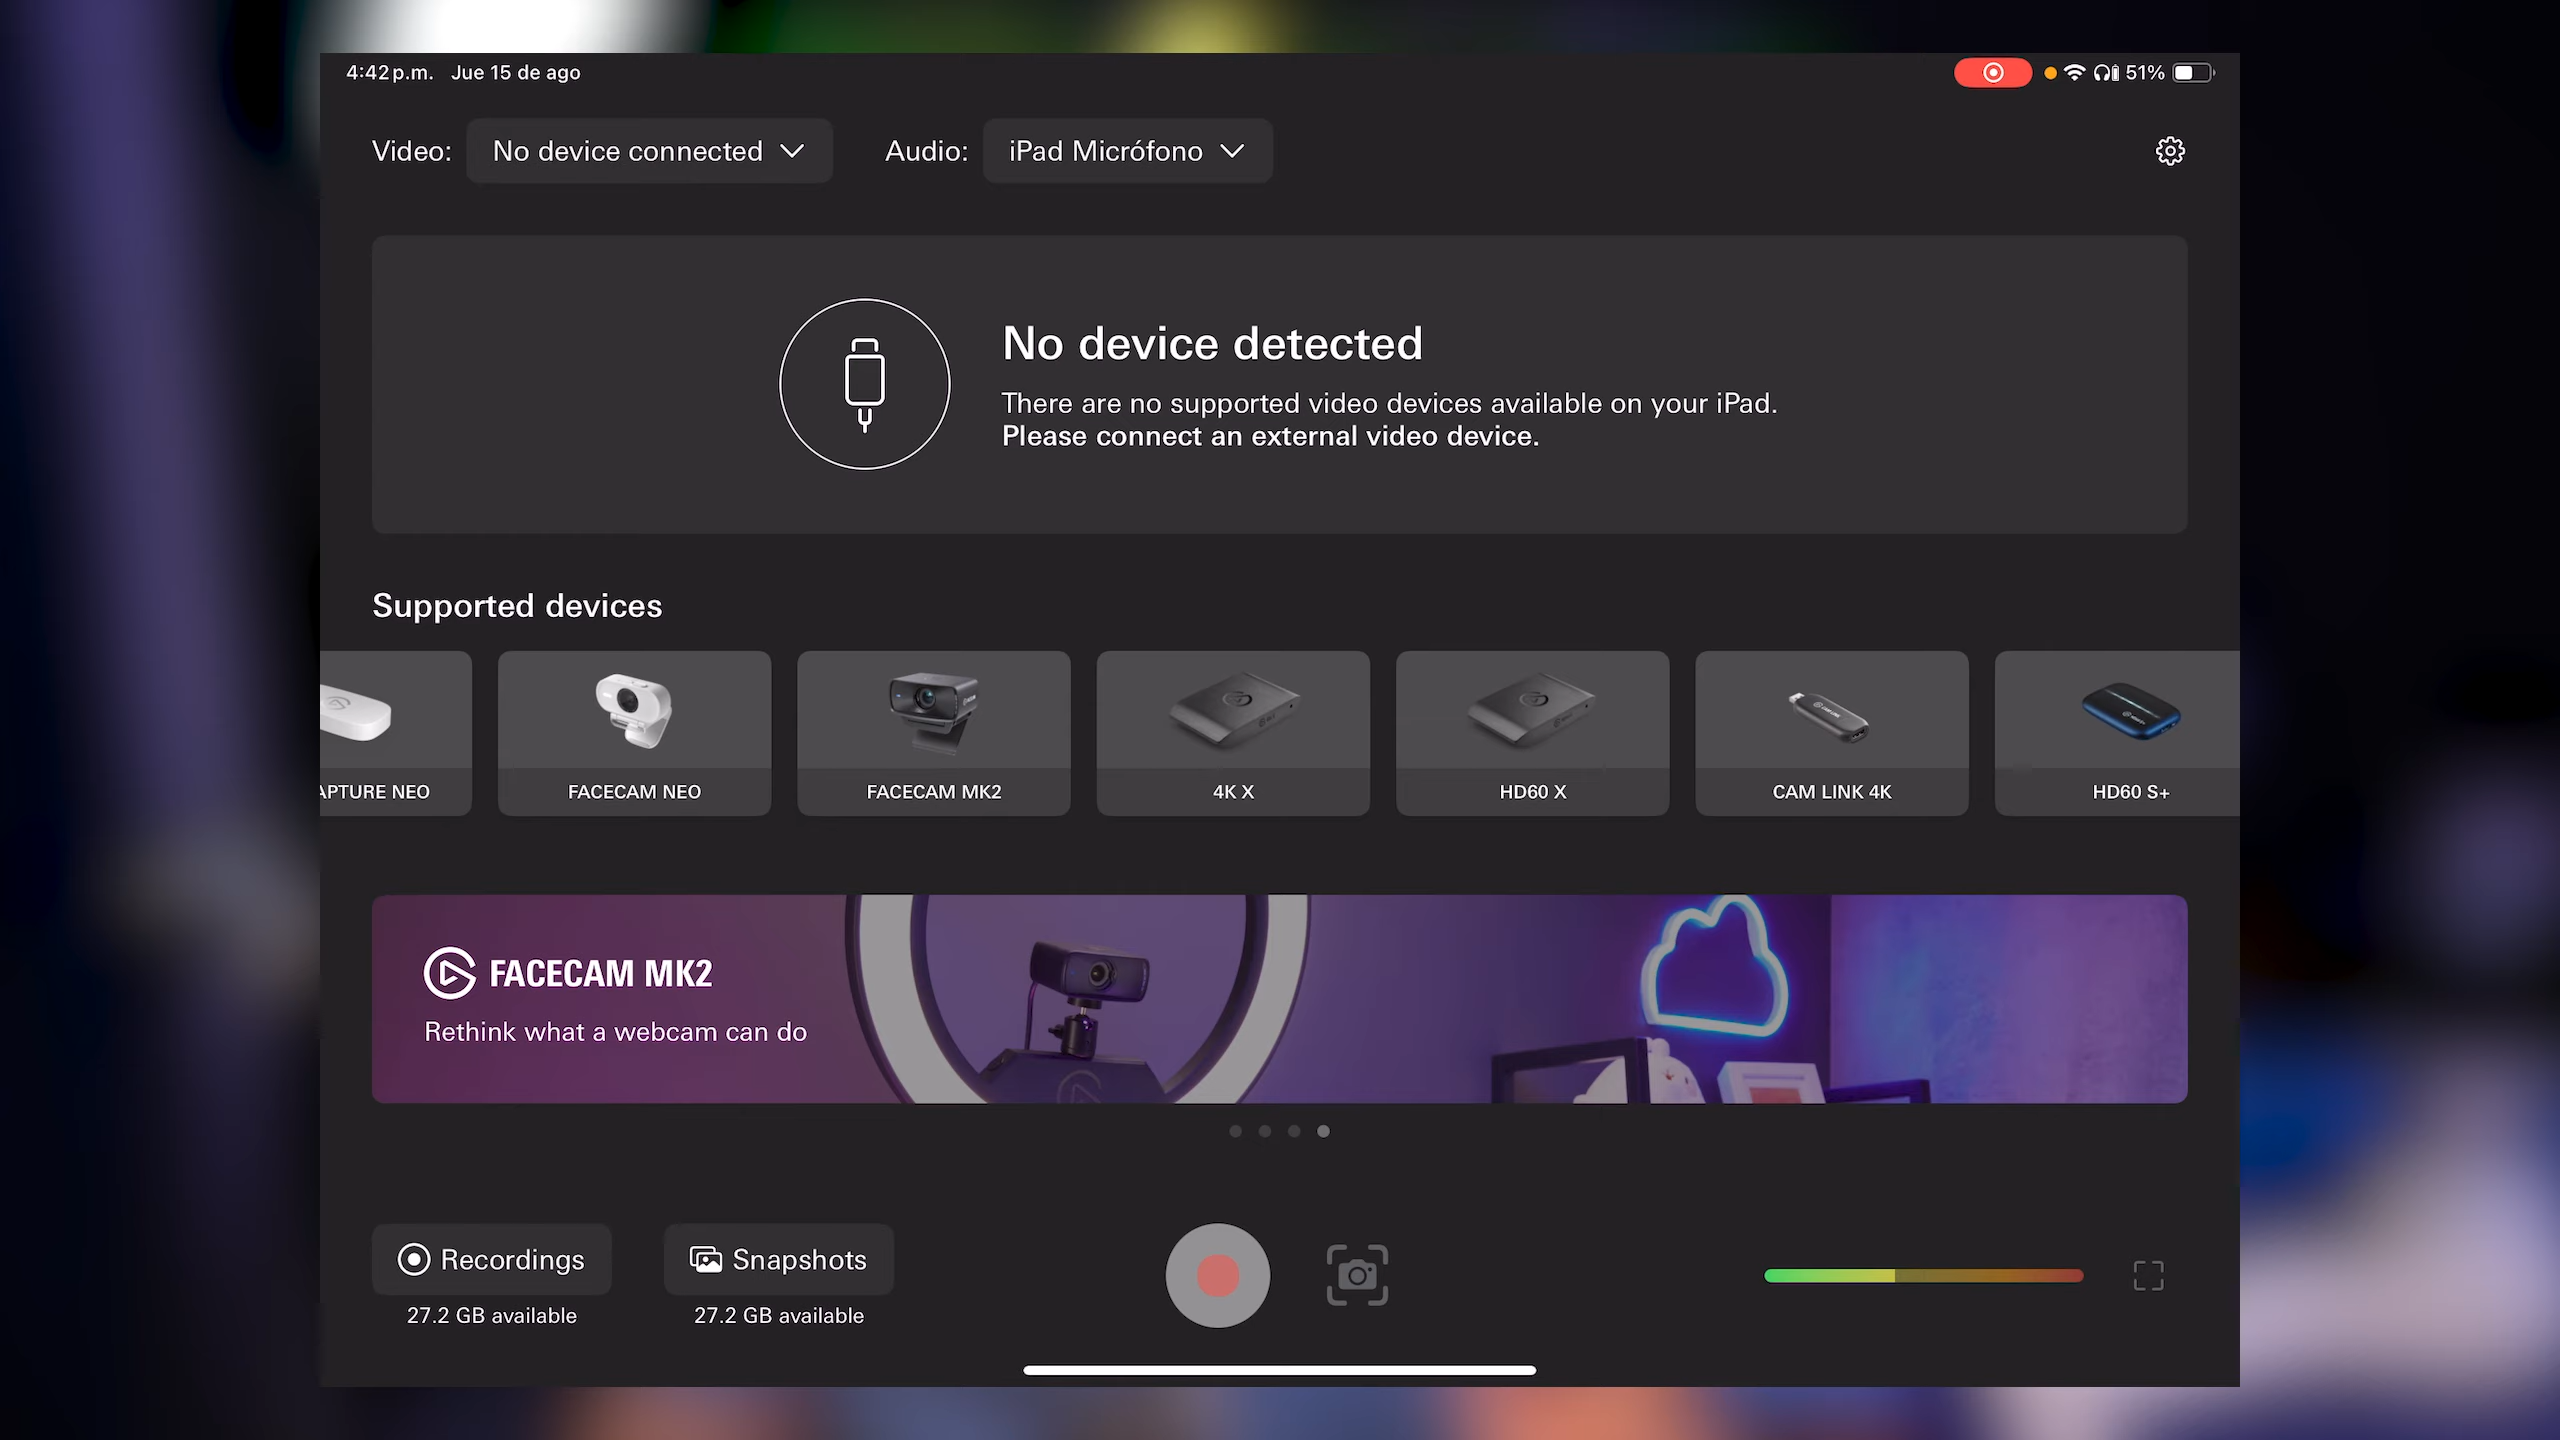 4:42 p.m. Jue 15 de ago
51%
Video: No device connected
Audio: iPad Micrófono
No device detected
There are no supported video devices available on your iPad.
Please connect an external video device.
Supported devices
APTURE NEO
FACECAM NEO
FACECAM MK2
4K X
HD60 X
CAM LINK 4K
HD60 S+
FACECAM MK2
Rethink what a webcam can do
Recordings
27.2 GB available
Snapshots
27.2 GB available